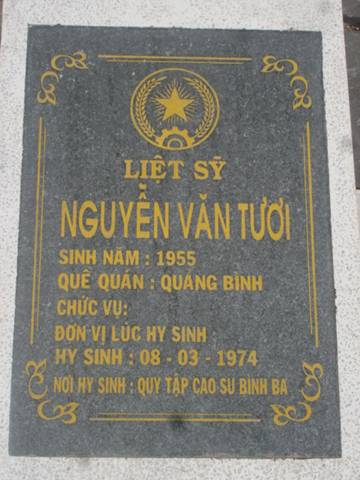 LIỆT SỸ
NGUYỄN VĂN TƯƠI
SINH NĂM : 1955
QUÊ QUÁN : QUẢNG BÌNH
CHỨC VỤ:
ĐƠN VỊ LÚC HY SINH
HY SINH : 08 - 03 - 1974
NƠI HY SINH : QUY TẬP CAO SU BÌNH BA